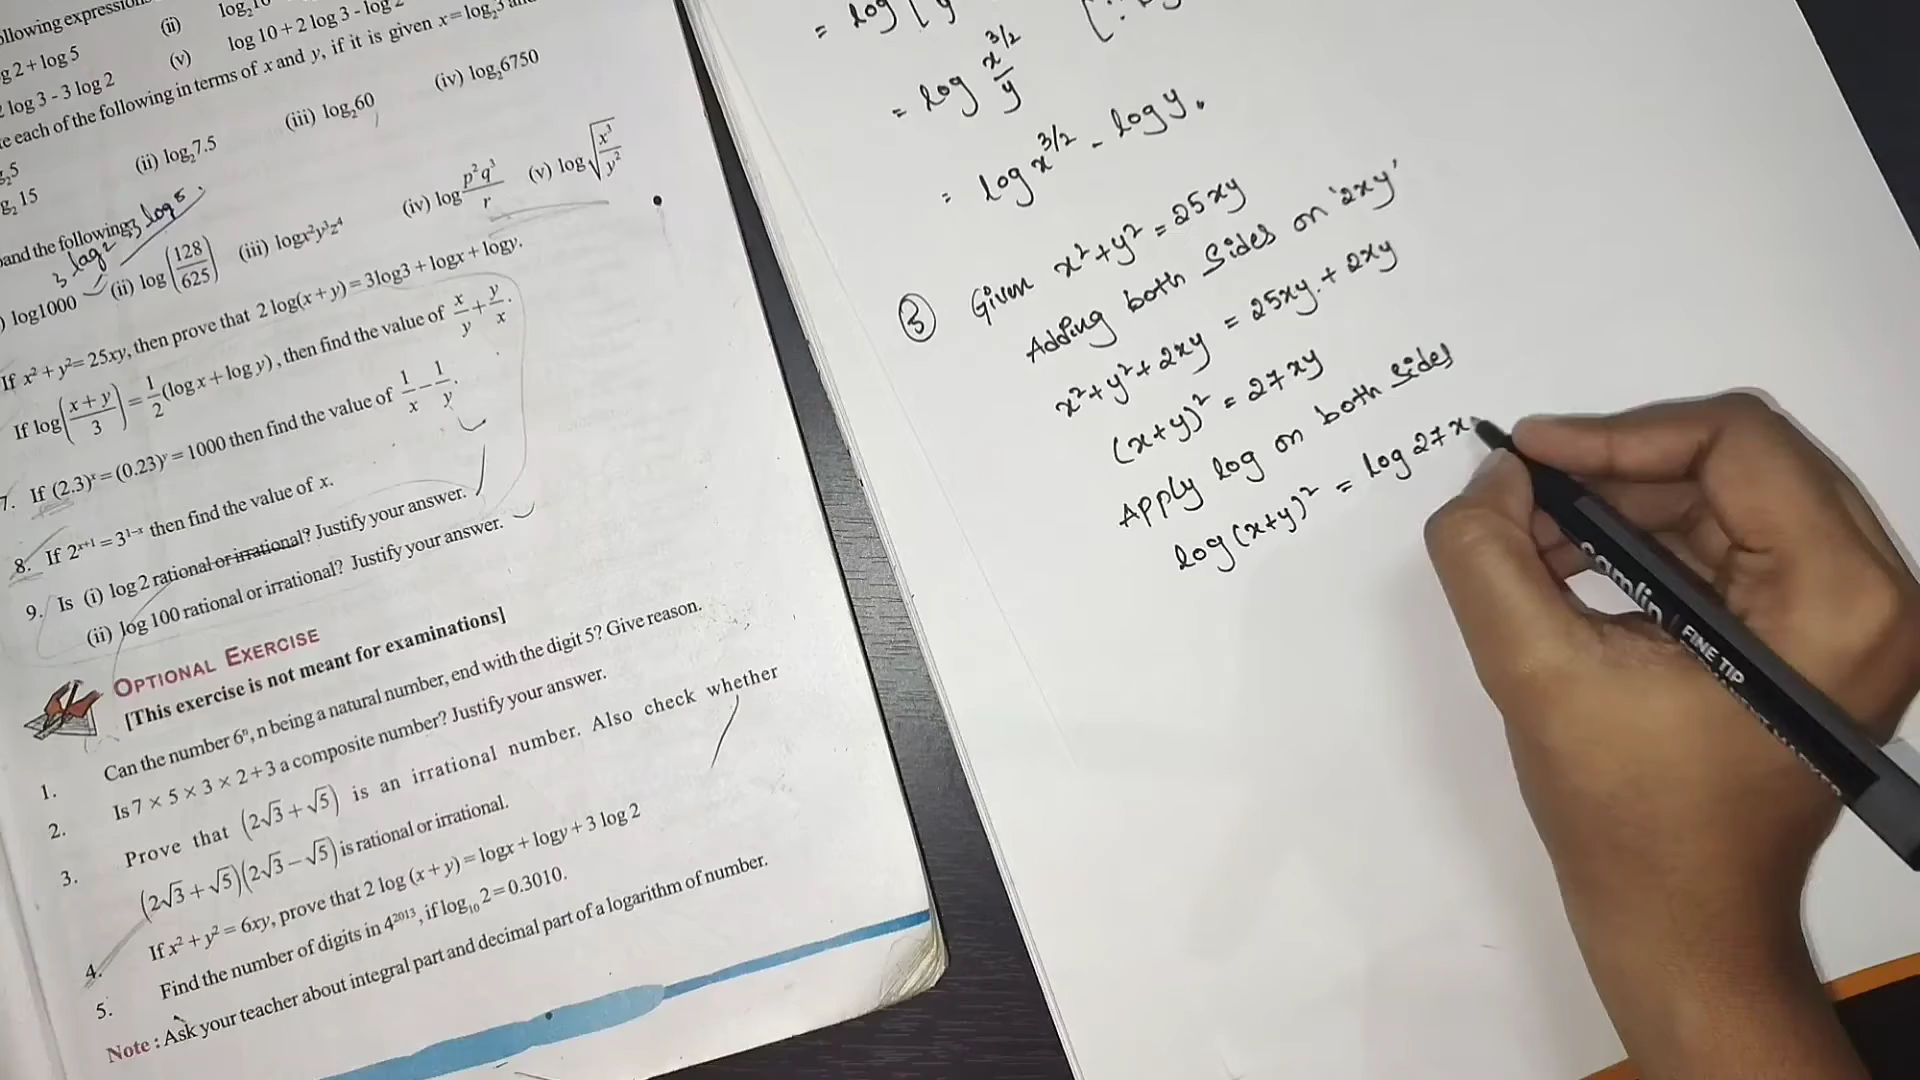 (ii)
log 2 + log 5
(v) log 10 + 2 log 3 - log 2
log 3 - 3 log 2
each of the following in terms of x and y, if it is given x = log₂3 and
(ii) log₂7.5 (iii) log₂60 (iv) log₂6750
log₂ 15
and the following.
3 log 5
log1000 (ii) log(128/625) (iii) logx²y³z⁴ (iv) log p²q³/r (v) log√(x³/y²)
If x² + y² = 25xy, then prove that 2 log(x + y) = 3log3 + logx + logy.
If log((x + y)/3) = 1/2 (log x + log y), then find the value of x/y + y/x.
7. If (2.3)ˣ = (0.23)ʸ = 1000 then find the value of 1/x − 1/y.
8. If 2ˣ⁺¹ = 3¹⁻ˣ then find the value of x.
9. Is (i) log 2 rational or irrational? Justify your answer.
(ii) log 100 rational or irrational? Justify your answer.
OPTIONAL EXERCISE
[This exercise is not meant for examinations]
1. Can the number 6ⁿ, n being a natural number, end with the digit 5? Give reason.
2. Is 7 × 5 × 3 × 2 + 3 a composite number? Justify your answer.
3. Prove that (2√3 + √5) is an irrational number. Also check whether
(2√3 + √5)(2√3 − √5) is rational or irrational.
4. If x² + y² = 6xy, prove that 2 log (x + y) = logx + logy + 3 log 2
5. Find the number of digits in 4²⁰¹³, if log₁₀ 2 = 0.3010.
Note : Ask your teacher about integral part and decimal part of a logarithm of number.
= log x^3/2 / y
= log x^3/2 - log y.
③ Given x² + y² = 25xy
Adding both sides on '2xy'
x² + y² + 2xy = 25xy + 2xy
(x+y)² = 27xy
Apply log on both sides
log (x+y)² = log 27 x
Camlin FINE TIP